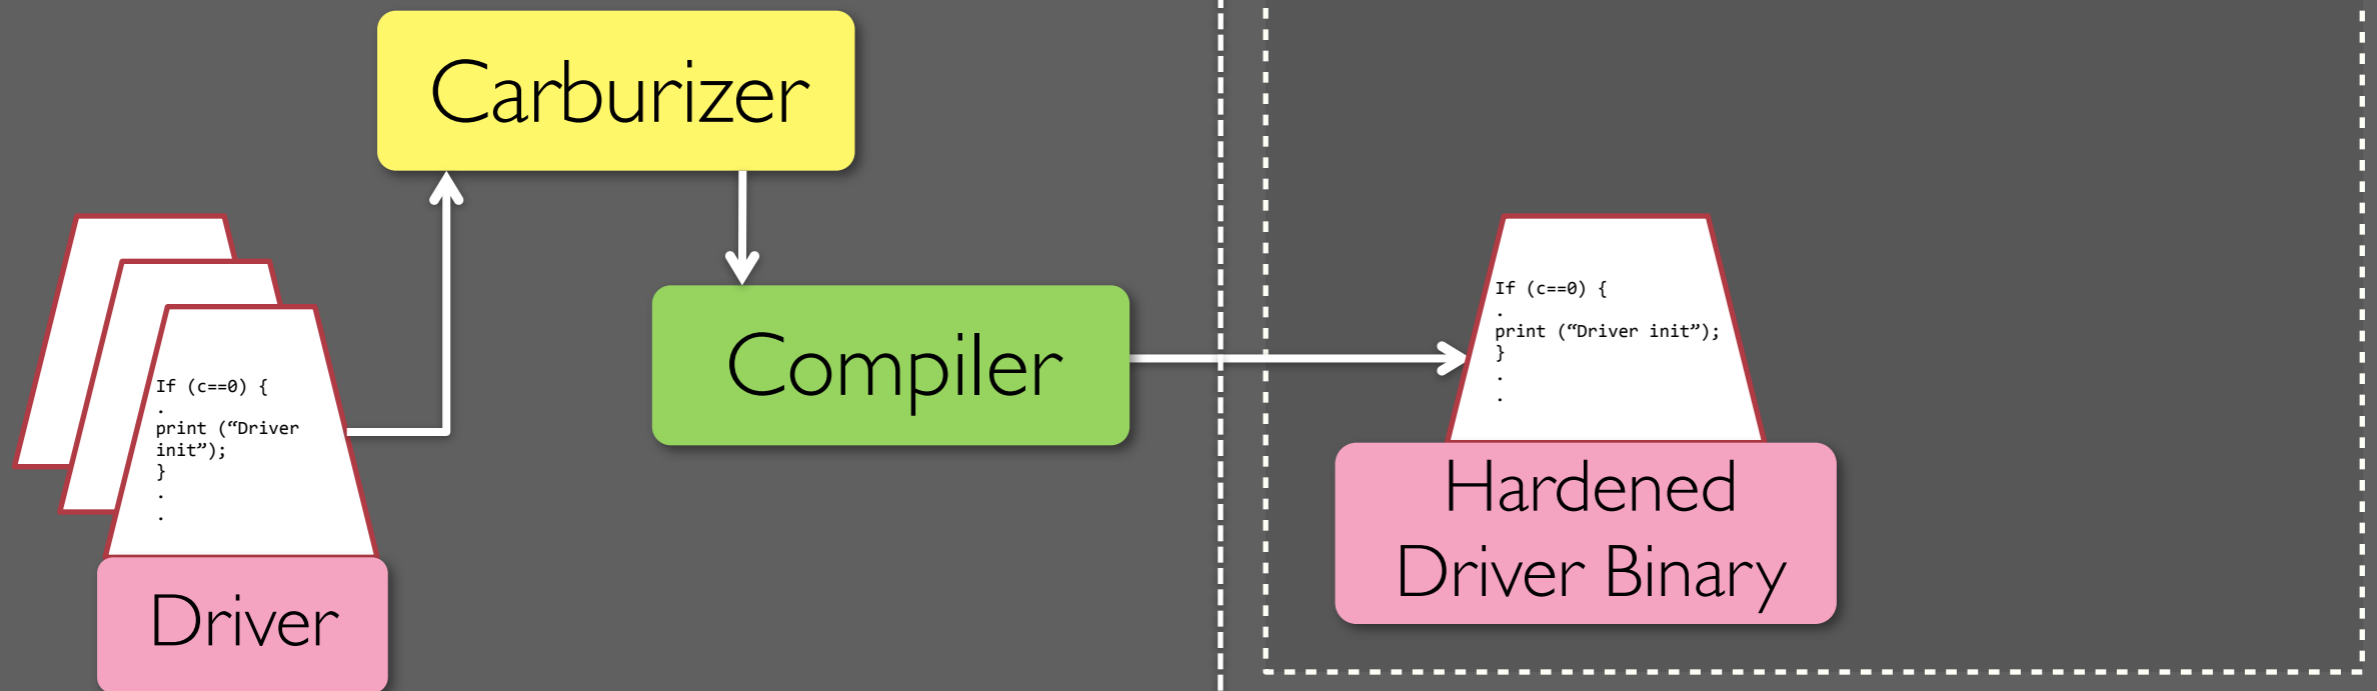 Carburizer
Compiler
If (c==0) {
.
print (“Driver
init”);
}
.
.
Driver
If (c==0) {
.
print (“Driver init”);
}
.
.
Hardened
Driver Binary